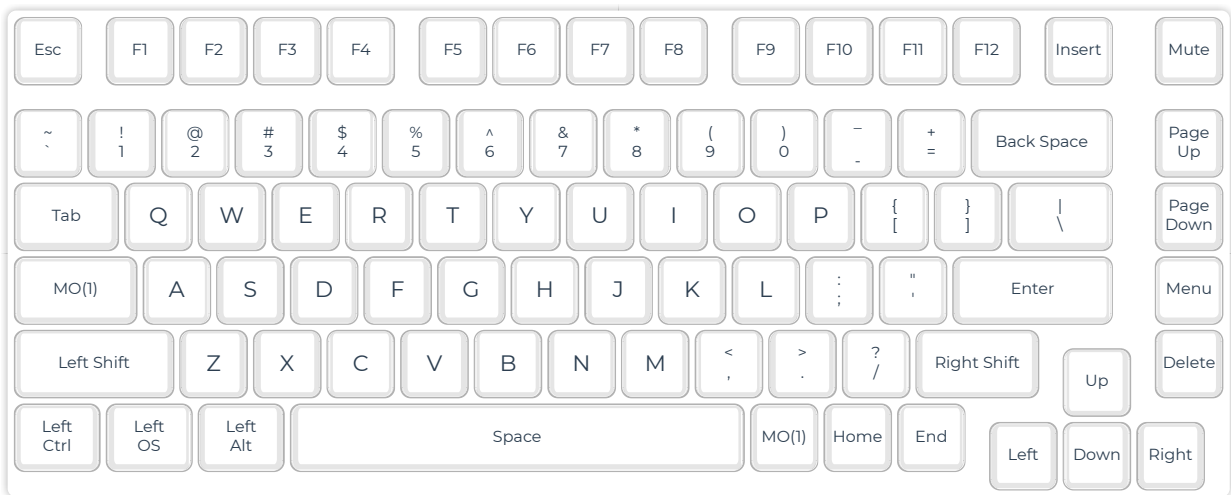 Esc F1 F2 F3 F4 F5 F6 F7 F8 F9 F10 F11 F12 Insert Mute
~ ! @ # $ % ^ & * ( ) _ + Back Space Page
` 1 2 3 4 5 6 7 8 9 0 - = Up
Tab Q W E R T Y U I O P { } | Page
[ ] \ Down
MO(1) A S D F G H J K L : " Enter Menu
; '
Left Shift Z X C V B N M < > ? Right Shift Up Delete
, . /
Left Left Left Space MO(1) Home End Left Down Right
Ctrl OS Alt